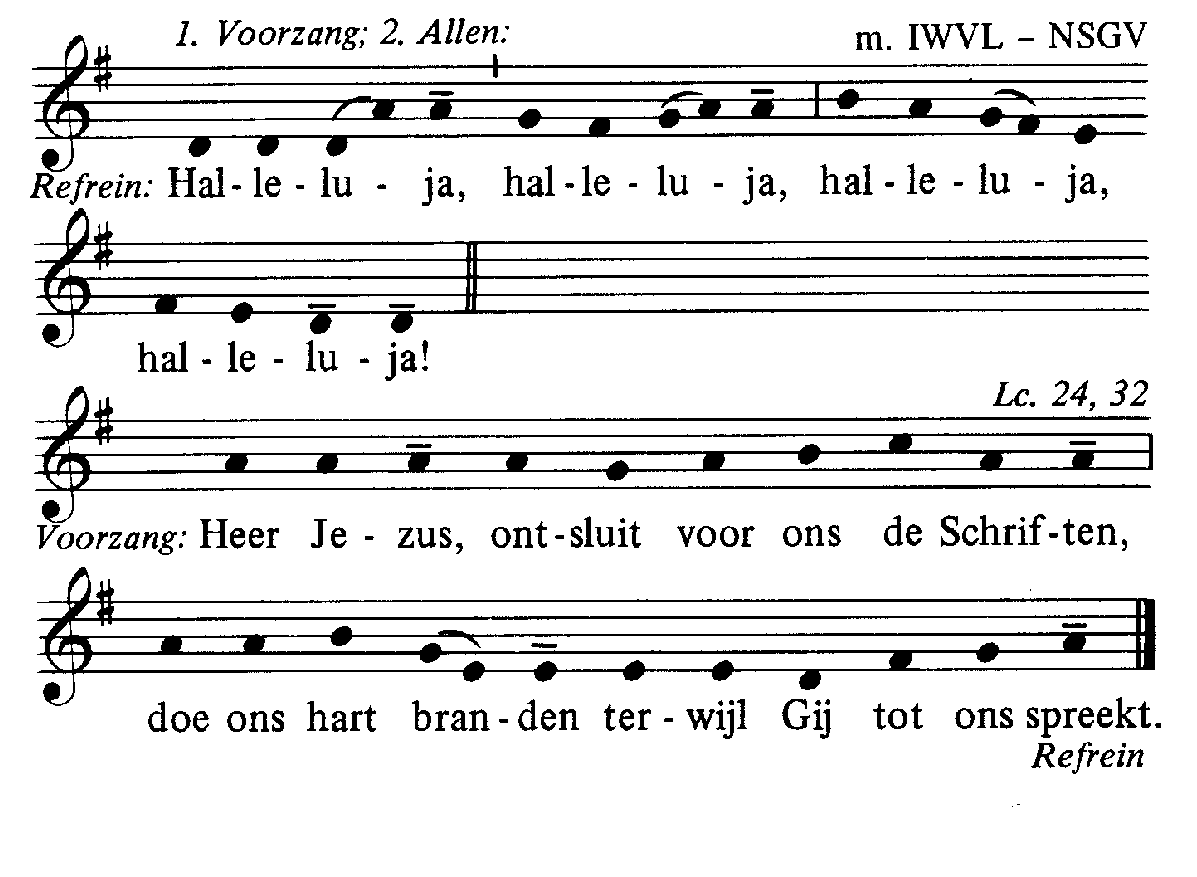 1. Voorzang; 2. Allen: m. IWVL – NSGV
Refrein: Hal - le - lu - ja, hal - le - lu - ja, hal - le - lu - ja,
hal - le - lu - ja!
Lc. 24, 32
Voorzang: Heer Je - zus, ont - sluit voor ons de Schrif - ten,
doe ons hart bran - den ter - wijl Gij tot ons spreekt.
Refrein